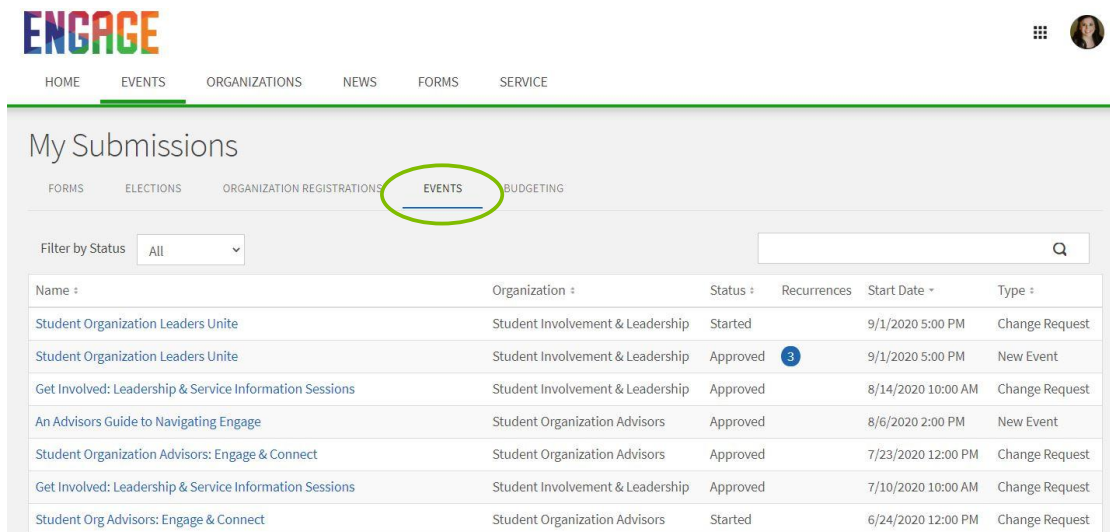 ENGAGE
HOME EVENTS ORGANIZATIONS NEWS FORMS SERVICE
My Submissions
FORMS ELECTIONS ORGANIZATION REGISTRATIONS EVENTS BUDGETING
Filter by Status All
Name Organization Status Recurrences Start Date Type
Student Organization Leaders Unite Student Involvement & Leadership Started 9/1/2020 5:00 PM Change Request
Student Organization Leaders Unite Student Involvement & Leadership Approved 3 9/1/2020 5:00 PM New Event
Get Involved: Leadership & Service Information Sessions Student Involvement & Leadership Approved 8/14/2020 10:00 AM Change Request
An Advisors Guide to Navigating Engage Student Organization Advisors Approved 8/6/2020 2:00 PM New Event
Student Organization Advisors: Engage & Connect Student Organization Advisors Approved 7/23/2020 12:00 PM Change Request
Get Involved: Leadership & Service Information Sessions Student Involvement & Leadership Approved 7/10/2020 10:00 AM Change Request
Student Org Advisors: Engage & Connect Student Organization Advisors Started 6/24/2020 12:00 PM Change Request